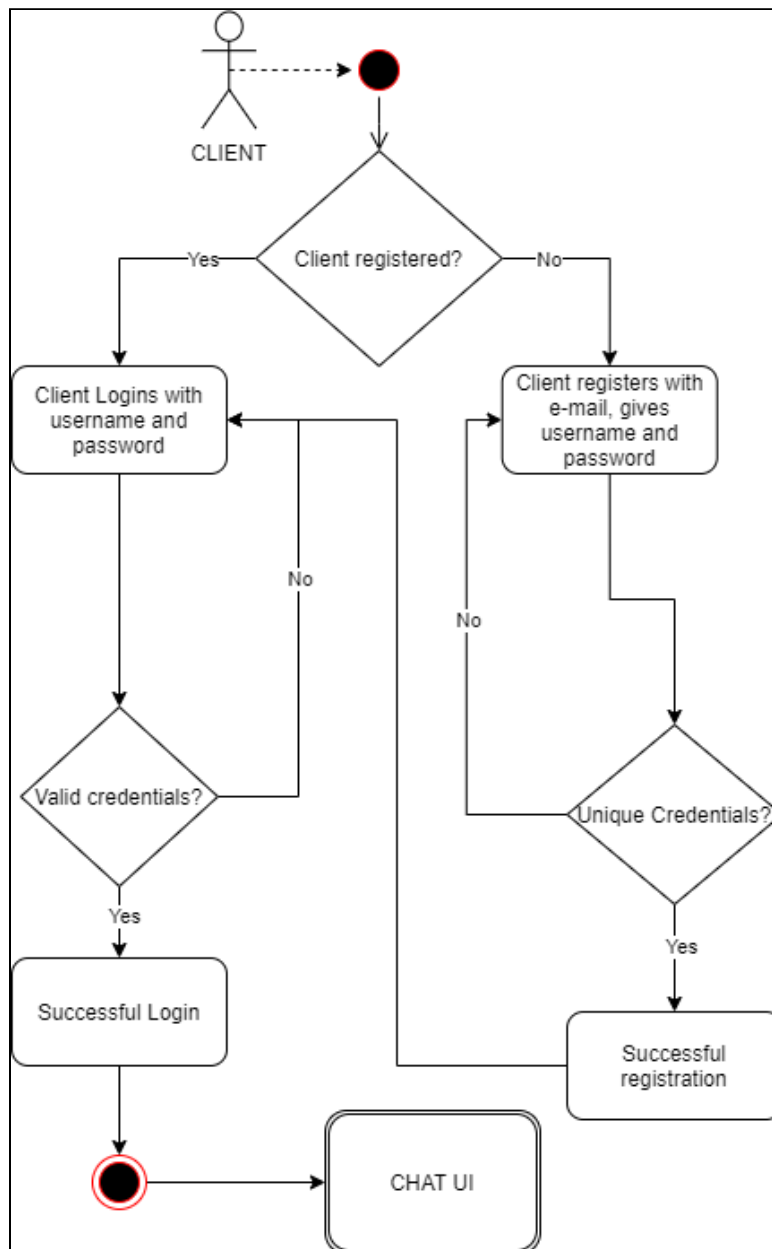 CLIENT
Client registered?
Yes
No
Client Logins with
username and
password
Client registers with
e-mail, gives
username and
password
No
No
Valid credentials?
Unique Credentials?
Yes
Yes
Successful Login
Successful
registration
CHAT UI